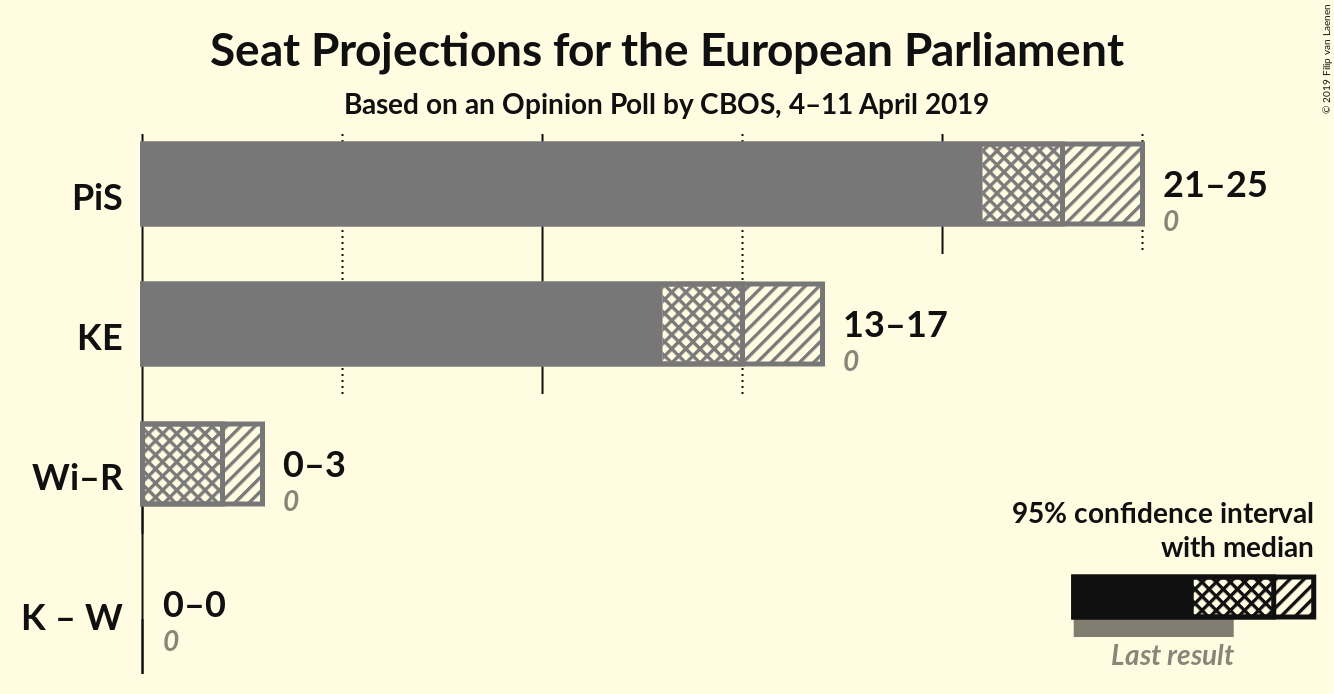 Seat Projections for the European Parliament
Based on an Opinion Poll by CBOS, 4–11 April 2019
© 2019 Filip van Laenen
PiS
21–25
0
KE
13–17
0
Wi–R
0–3
0
K – W
0–0
0
95% confidence interval
with median
Last result